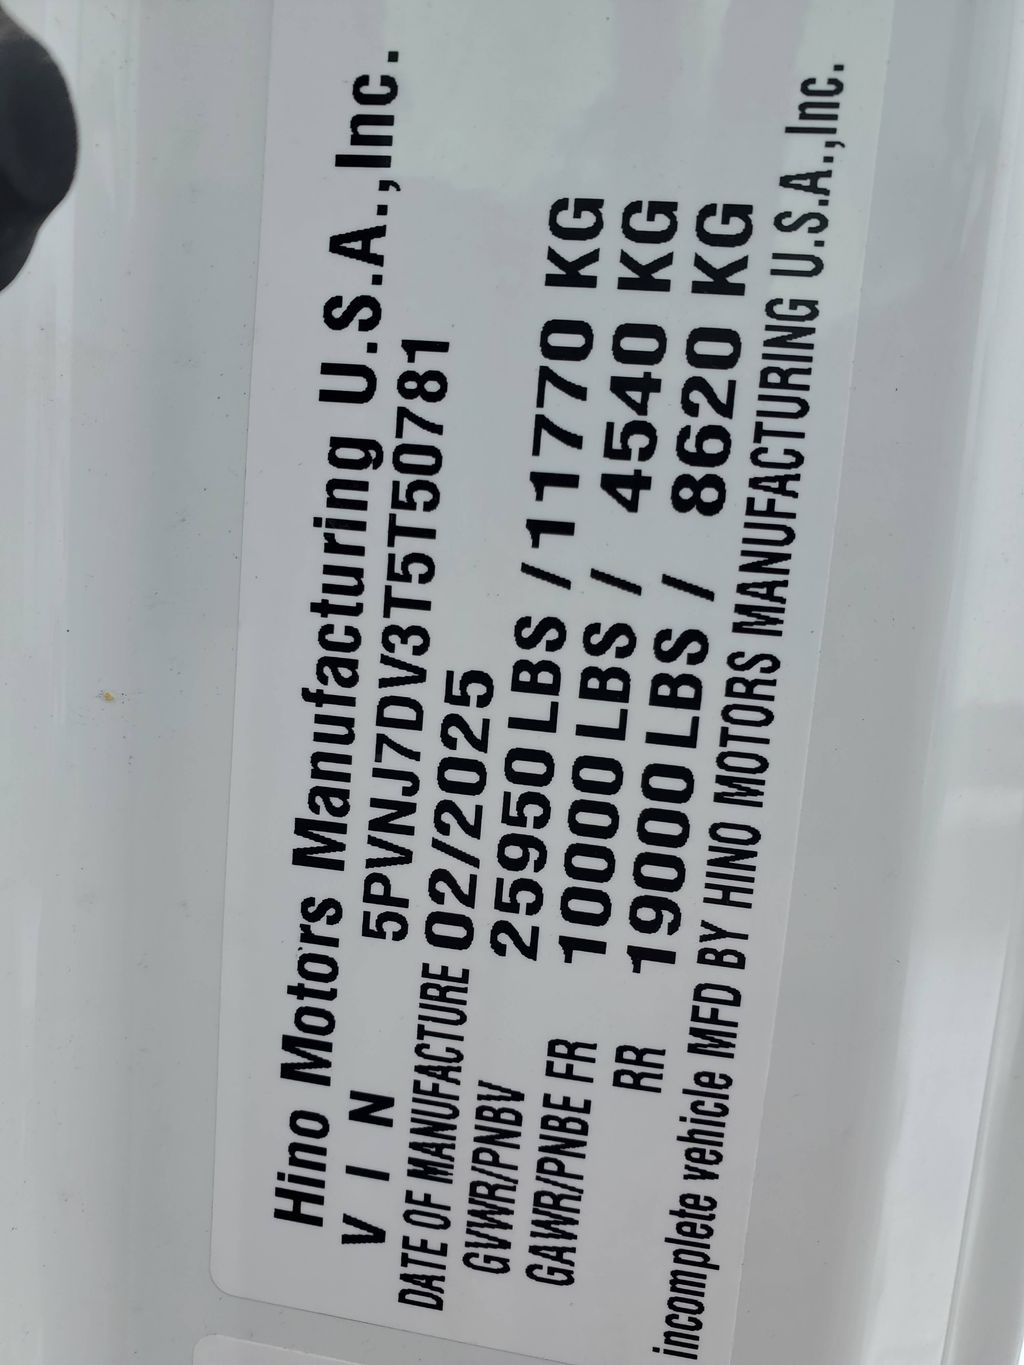 Hino Motors Manufacturing U.S.A.,Inc.
V I N 5PVNJ7DV3T5T50781
DATE OF MANUFACTURE 02/2025
GVWR/PNBV 25950 LBS / 11770 KG
GAWR/PNBE FR 10000 LBS / 4540 KG
RR 19000 LBS / 8620 KG
incomplete vehicle MFD BY HINO MOTORS MANUFACTURING U.S.A.,Inc.